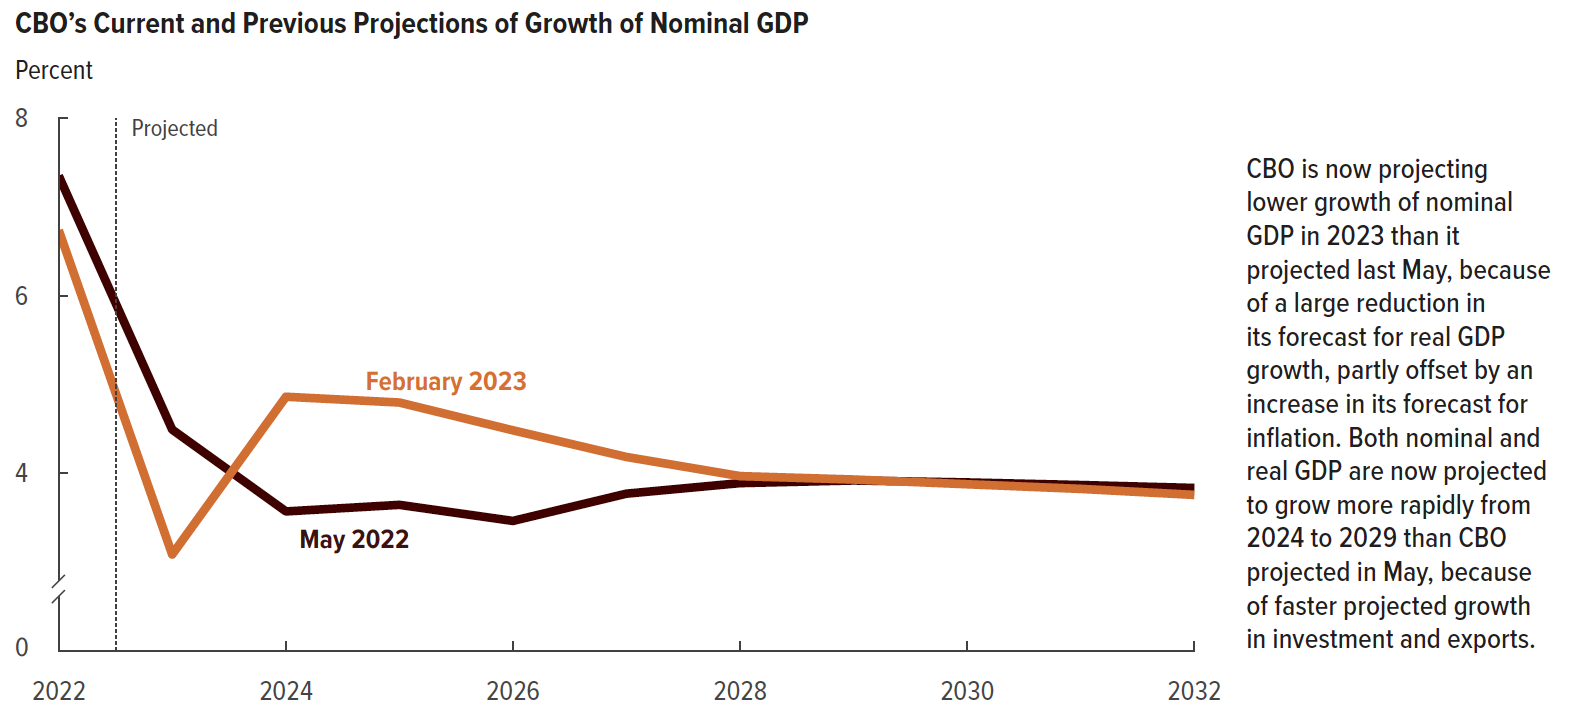 CBO’s Current and Previous Projections of Growth of Nominal GDP
Percent
8
Projected
6
4
0
February 2023
May 2022
2022
2024
2026
2028
2030
2032
CBO is now projecting
lower growth of nominal
GDP in 2023 than it
projected last May, because
of a large reduction in
its forecast for real GDP
growth, partly offset by an
increase in its forecast for
inflation. Both nominal and
real GDP are now projected
to grow more rapidly from
2024 to 2029 than CBO
projected in May, because
of faster projected growth
in investment and exports.